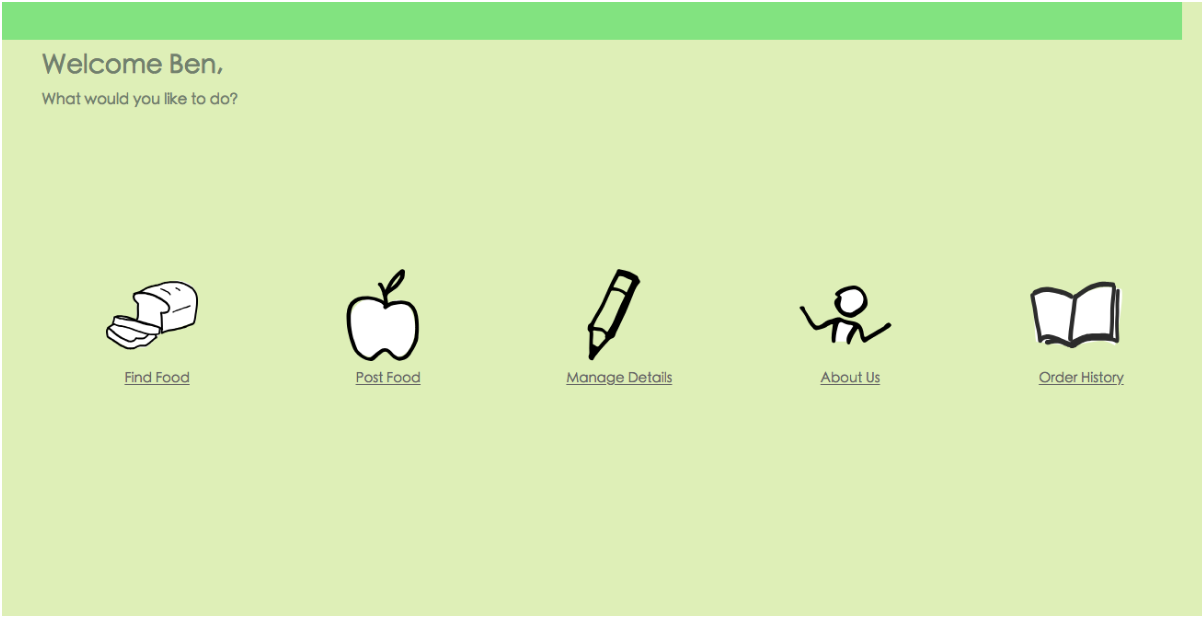 Welcome Ben,
What would you like to do?
Find Food
Post Food
Manage Details
About Us
Order History